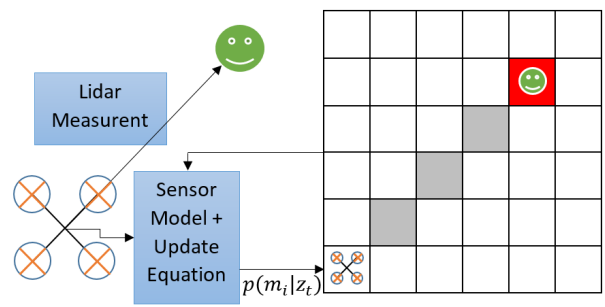 Lidar
Measurent
Sensor
Model +
Update
Equation
p(m_i|z_t)